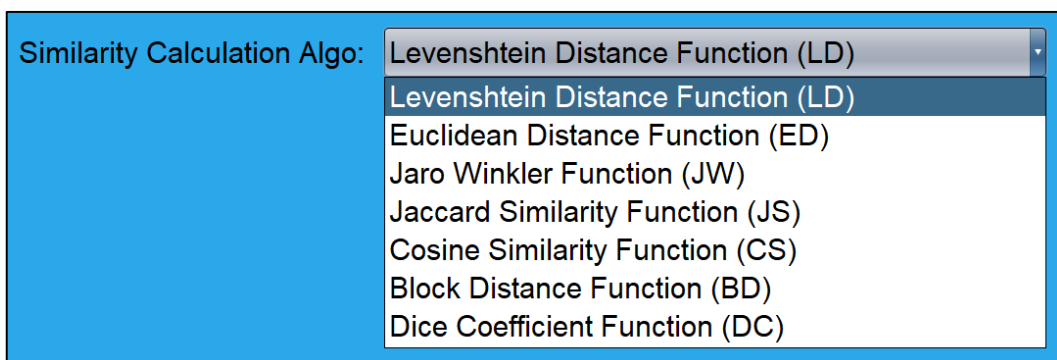 Similarity Calculation Algo: Levenshtein Distance Function (LD)
Levenshtein Distance Function (LD)
Euclidean Distance Function (ED)
Jaro Winkler Function (JW)
Jaccard Similarity Function (JS)
Cosine Similarity Function (CS)
Block Distance Function (BD)
Dice Coefficient Function (DC)